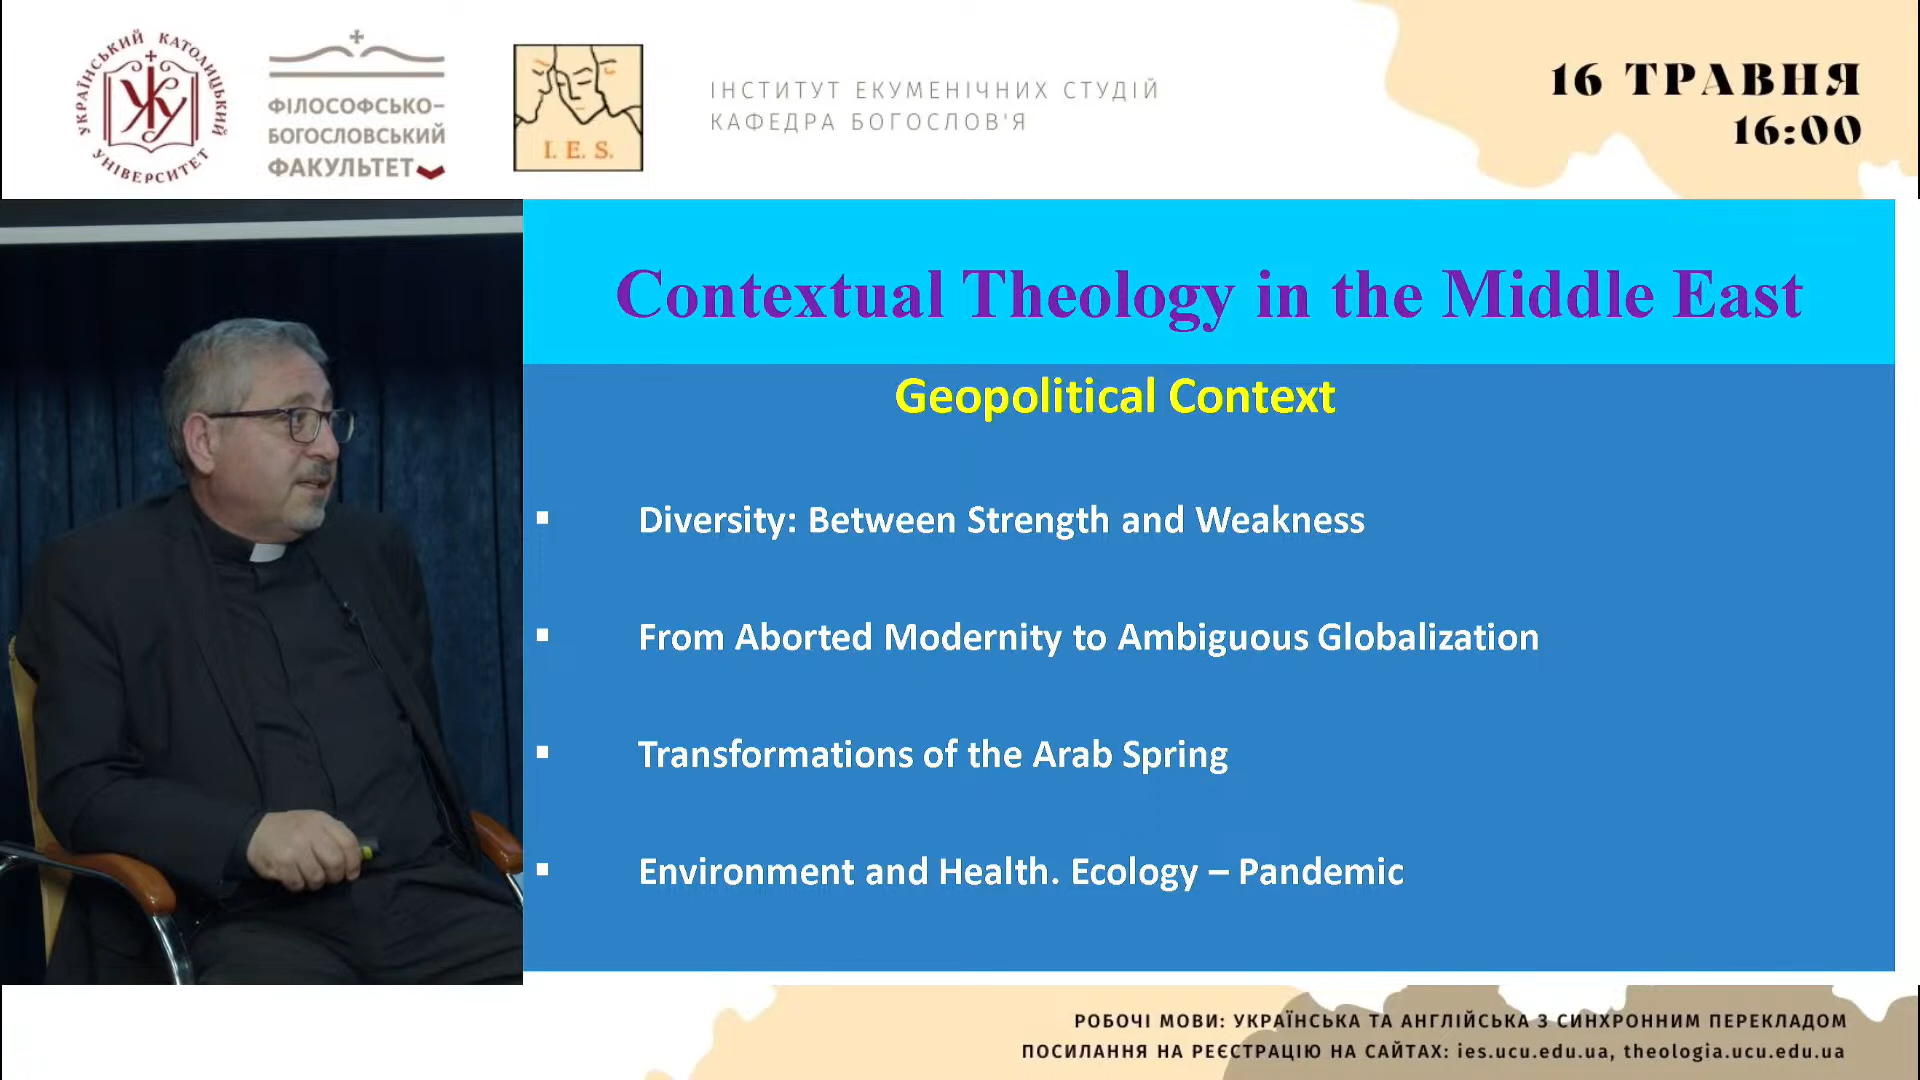 УКРАЇНСЬКИЙ КАТОЛИЦЬКИЙ
УНІВЕРСИТЕТ
ФІЛОСОФСЬКО-
БОГОСЛОВСЬКИЙ
ФАКУЛЬТЕТ
I. E. S.
ІНСТИТУТ ЕКУМЕНІЧНИХ СТУДІЙ
КАФЕДРА БОГОСЛОВ'Я
16 ТРАВНЯ
16:00
Contextual Theology in the Middle East
Geopolitical Context
▪ Diversity: Between Strength and Weakness
▪ From Aborted Modernity to Ambiguous Globalization
▪ Transformations of the Arab Spring
▪ Environment and Health. Ecology – Pandemic
РОБОЧІ МОВИ: УКРАЇНСЬКА ТА АНГЛІЙСЬКА З СИНХРОННИМ ПЕРЕКЛАДОМ
ПОСИЛАННЯ НА РЕЄСТРАЦІЮ НА САЙТАХ: ies.ucu.edu.ua, theologia.ucu.edu.ua